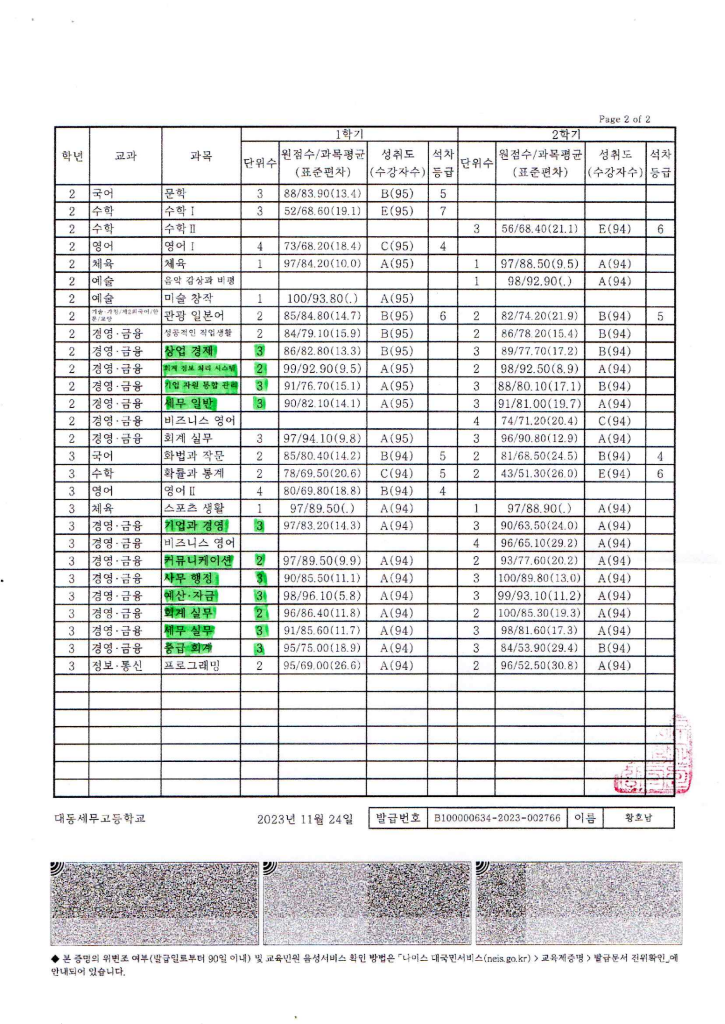 Page 2 of 2
학년 교과 과목 1학기 2학기
단위수 원점수/과목평균 (표준편차) 성취도 (수강자수) 석차 등급 단위수 원점수/과목평균 (표준편차) 성취도 (수강자수) 석차 등급
2 국어 문학 3 88/83.90(13.4) B(95) 5
2 수학 수학Ⅰ 3 52/68.60(19.1) E(95) 7
2 수학 수학Ⅱ 3 56/68.40(21.1) E(94) 6
2 영어 영어Ⅰ 4 73/68.20(18.4) C(95) 4
2 체육 체육 1 97/84.20(10.0) A(95) 1 97/88.50(9.5) A(94)
2 예술 음악 감상과 비평 1 98/92.90(.) A(94)
2 예술 미술 창작 1 100/93.80(.) A(95)
2 기술·가정/제2외국어/한문/교양 관광 일본어 2 85/84.80(14.7) B(95) 6 2 82/74.20(21.9) B(94) 5
2 경영·금융 성공적인 직업생활 2 84/79.10(15.9) B(95) 2 86/78.20(15.4) B(94)
2 경영·금융 상업 경제 3 86/82.80(13.3) B(95) 3 89/77.70(17.2) B(94)
2 경영·금융 회계 정보 처리 시스템 2 99/92.90(9.5) A(95) 2 98/92.50(8.9) A(94)
2 경영·금융 기업 자원 통합 관리 3 91/76.70(15.1) A(95) 3 88/80.10(17.1) B(94)
2 경영·금융 세무 일반 3 90/82.10(14.1) A(95) 3 91/81.00(19.7) A(94)
2 경영·금융 비즈니스 영어 4 74/71.20(20.4) C(94)
2 경영·금융 회계 실무 3 97/94.10(9.8) A(95) 3 96/90.80(12.9) A(94)
3 국어 화법과 작문 2 85/80.40(14.2) B(94) 5 2 81/68.50(24.5) B(94) 4
3 수학 확률과 통계 2 78/69.50(20.6) C(94) 5 2 43/51.30(26.0) E(94) 6
3 영어 영어Ⅱ 4 80/69.80(18.8) B(94) 4
3 체육 스포츠 생활 1 97/89.50(.) A(94) 1 97/88.90(.) A(94)
3 경영·금융 기업과 경영 3 97/83.20(14.3) A(94) 3 90/63.50(24.0) A(94)
3 경영·금융 비즈니스 영어 4 96/65.10(29.2) A(94)
3 경영·금융 커뮤니케이션 2 97/89.50(9.9) A(94) 2 93/77.60(20.2) A(94)
3 경영·금융 사무 행정 3 90/85.50(11.1) A(94) 3 100/89.80(13.0) A(94)
3 경영·금융 예산·자금 3 98/96.10(5.8) A(94) 3 99/93.10(11.2) A(94)
3 경영·금융 회계 실무 2 96/86.40(11.8) A(94) 2 100/85.30(19.3) A(94)
3 경영·금융 세무 실무 3 91/85.60(11.7) A(94) 3 98/81.60(17.3) A(94)
3 경영·금융 중급 회계 3 95/75.00(18.9) A(94) 3 84/53.90(29.4) B(94)
3 정보·통신 프로그래밍 2 95/69.00(26.6) A(94) 2 96/52.50(30.8) A(94)
대동세무고등학교 2023년 11월 24일 발급번호 B100000634-2023-002766 이름 황호남
◆ 본 증명의 위변조 여부(발급일로부터 90일 이내) 및 교육민원 음성서비스 확인 방법은 「나이스 대국민서비스(neis.go.kr) > 교육제증명 > 발급문서 진위확인」에
안내되어 있습니다.